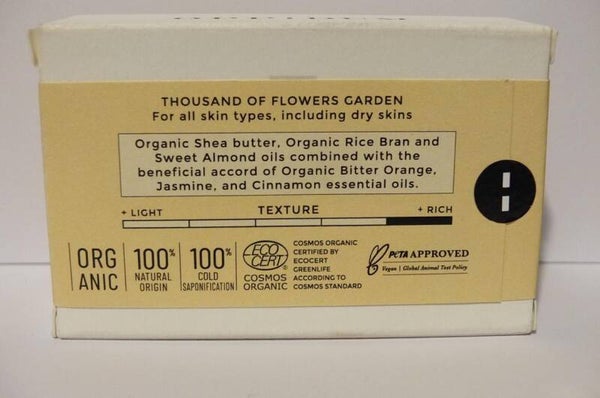 THOUSAND OF FLOWERS GARDEN
For all skin types, including dry skins
Organic Shea butter, Organic Rice Bran and
Sweet Almond oils combined with the
beneficial accord of Organic Bitter Orange,
Jasmine, and Cinnamon essential oils.
+ LIGHT TEXTURE + RICH
ORG
ANIC
100%
NATURAL
ORIGIN
100%
COLD
SAPONIFICATION
ECO
CERT®
COSMOS
ORGANIC
COSMOS ORGANIC
CERTIFIED BY
ECOCERT
GREENLIFE
ACCORDING TO
COSMOS STANDARD
PETA APPROVED
Vegan | Global Animal Test Policy